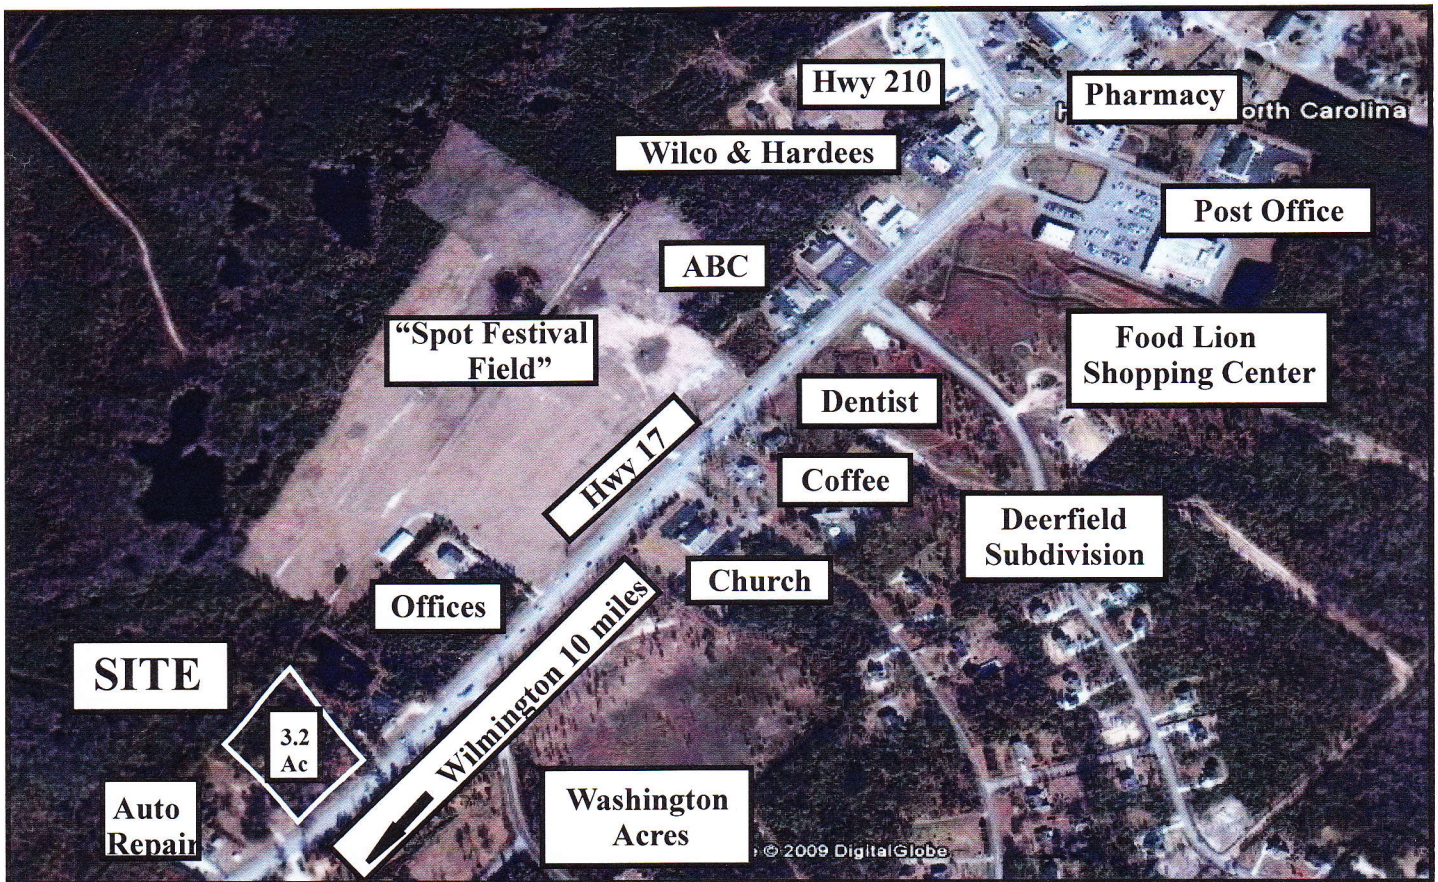 Hwy 210
Pharmacy
orth Carolina
Wilco & Hardees
Post Office
ABC
"Spot Festival
Field"
Food Lion
Shopping Center
Dentist
Hwy 17
Coffee
Deerfield
Subdivision
Church
Offices
Wilmington 10 miles
SITE
3.2
Ac
Auto
Repair
Washington
Acres
© 2009 DigitalGlobe